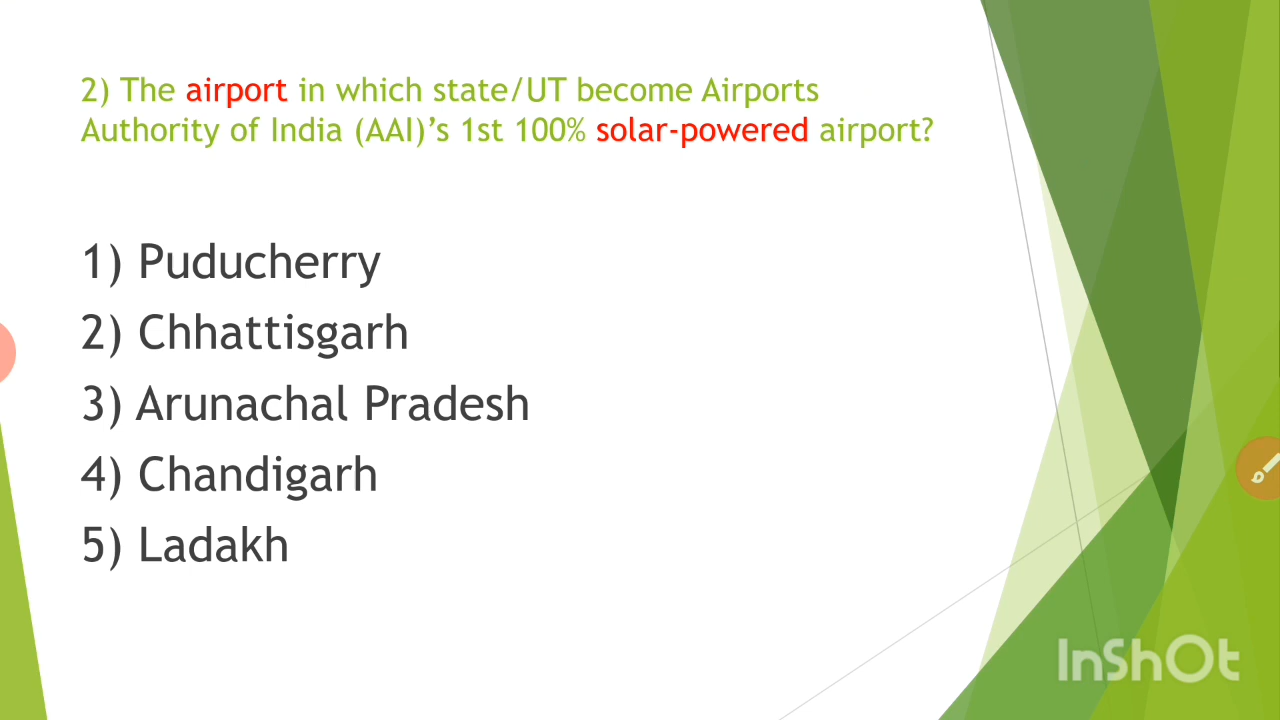 2) The airport in which state/UT become Airports
Authority of India (AAI)’s 1st 100% solar-powered airport?
1) Puducherry
2) Chhattisgarh
3) Arunachal Pradesh
4) Chandigarh
5) Ladakh
InShOt